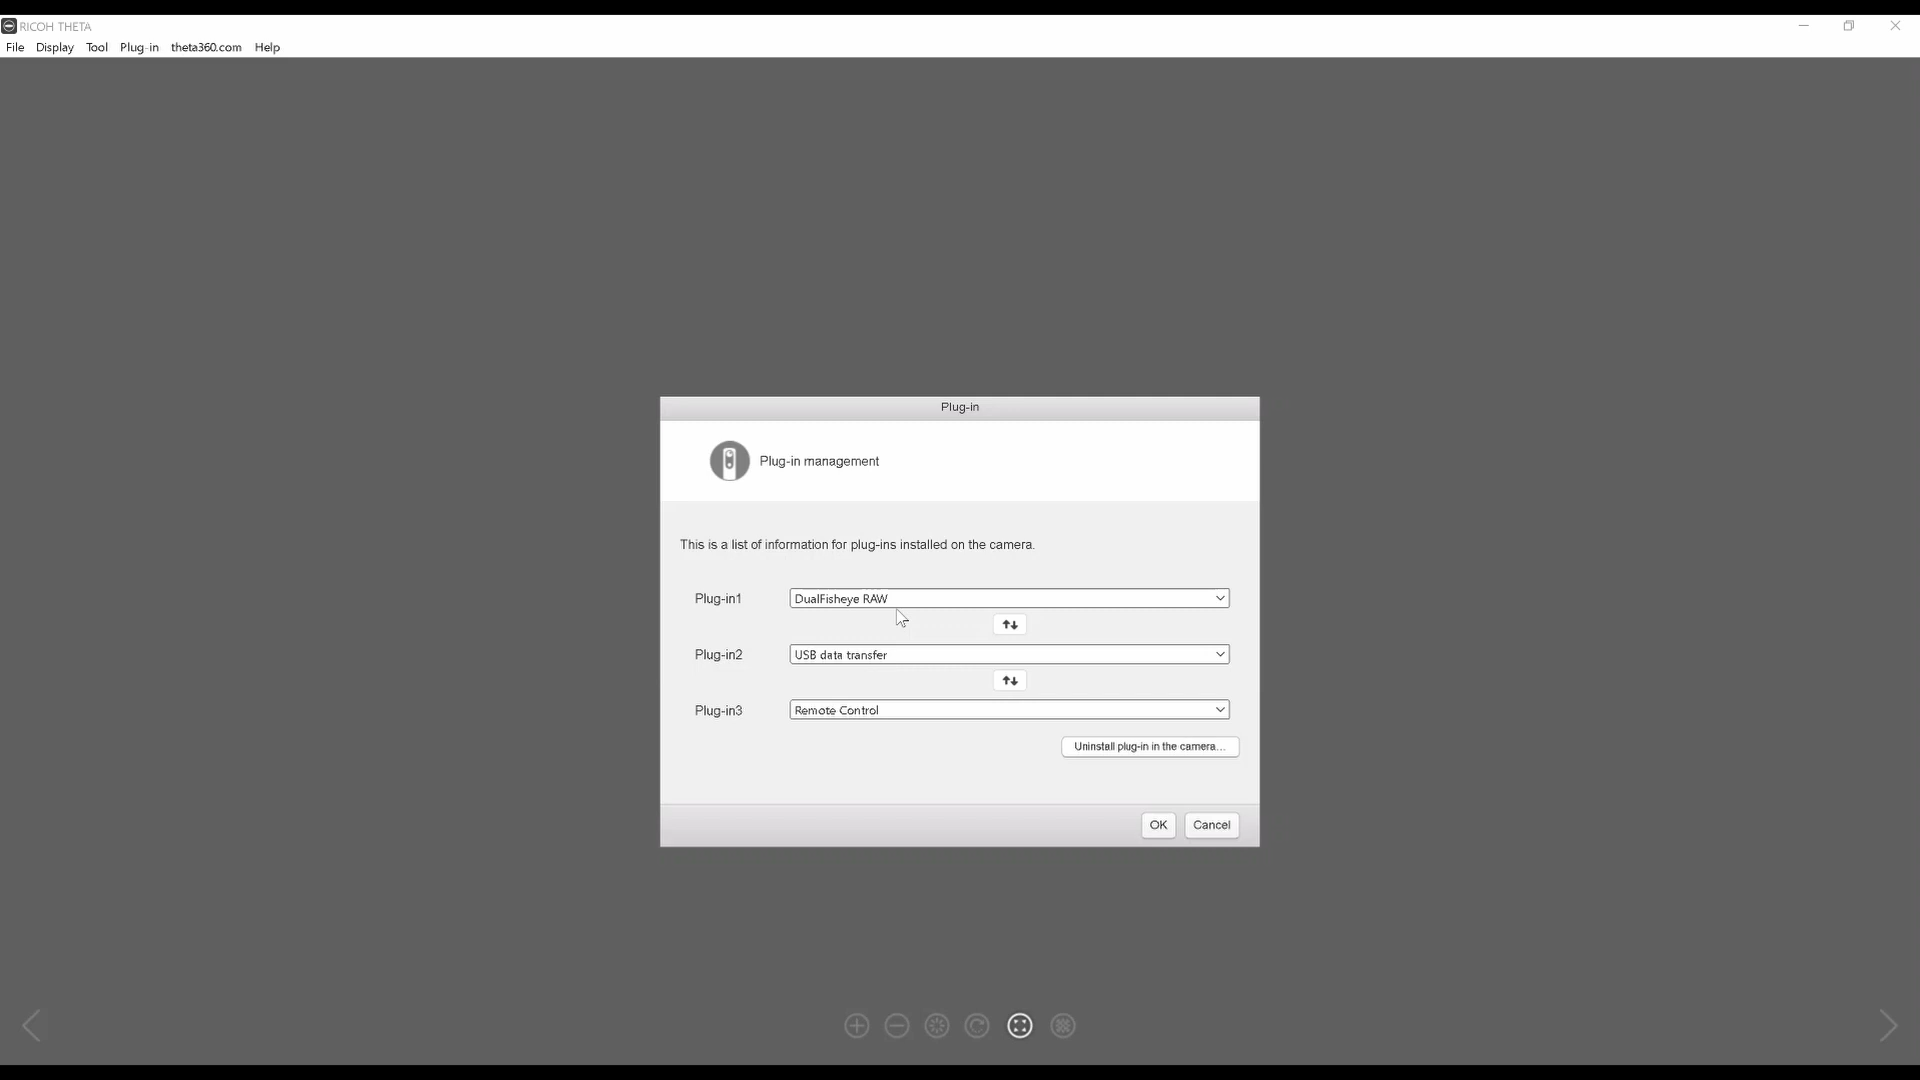 RICOH THETA
File Display Tool Plug-in theta360.com Help
Plug-in
Plug-in management
This is a list of information for plug-ins installed on the camera.
Plug-in1 DualFisheye RAW
Plug-in2 USB data transfer
Plug-in3 Remote Control
Uninstall plug-in in the camera...
OK Cancel